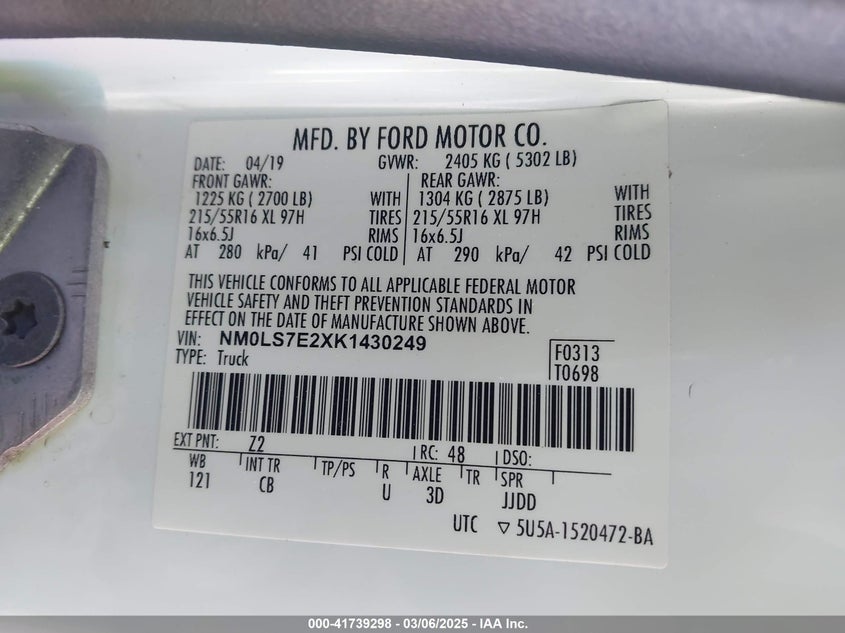 MFD. BY FORD MOTOR CO.
DATE: 04/19 GVWR: 2405 KG ( 5302 LB)
FRONT GAWR: REAR GAWR:
1225 KG ( 2700 LB) WITH 1304 KG ( 2875 LB) WITH
215/55R16 XL 97H TIRES 215/55R16 XL 97H TIRES
16x6.5J RIMS 16x6.5J RIMS
AT 280 kPa/ 41 PSI COLD AT 290 kPa/ 42 PSI COLD
THIS VEHICLE CONFORMS TO ALL APPLICABLE FEDERAL MOTOR
VEHICLE SAFETY AND THEFT PREVENTION STANDARDS IN
EFFECT ON THE DATE OF MANUFACTURE SHOWN ABOVE.
VIN: NM0LS7E2XK1430249
TYPE: Truck
F0313
T0698
EXT PNT: Z2 RC: 48 DSO:
WB INT TR TP/PS R AXLE TR SPR
121 CB U 3D JJDD
UTC ▽ 5U5A-1520472-BA
000-41739298 - 03/06/2025 - IAA Inc.